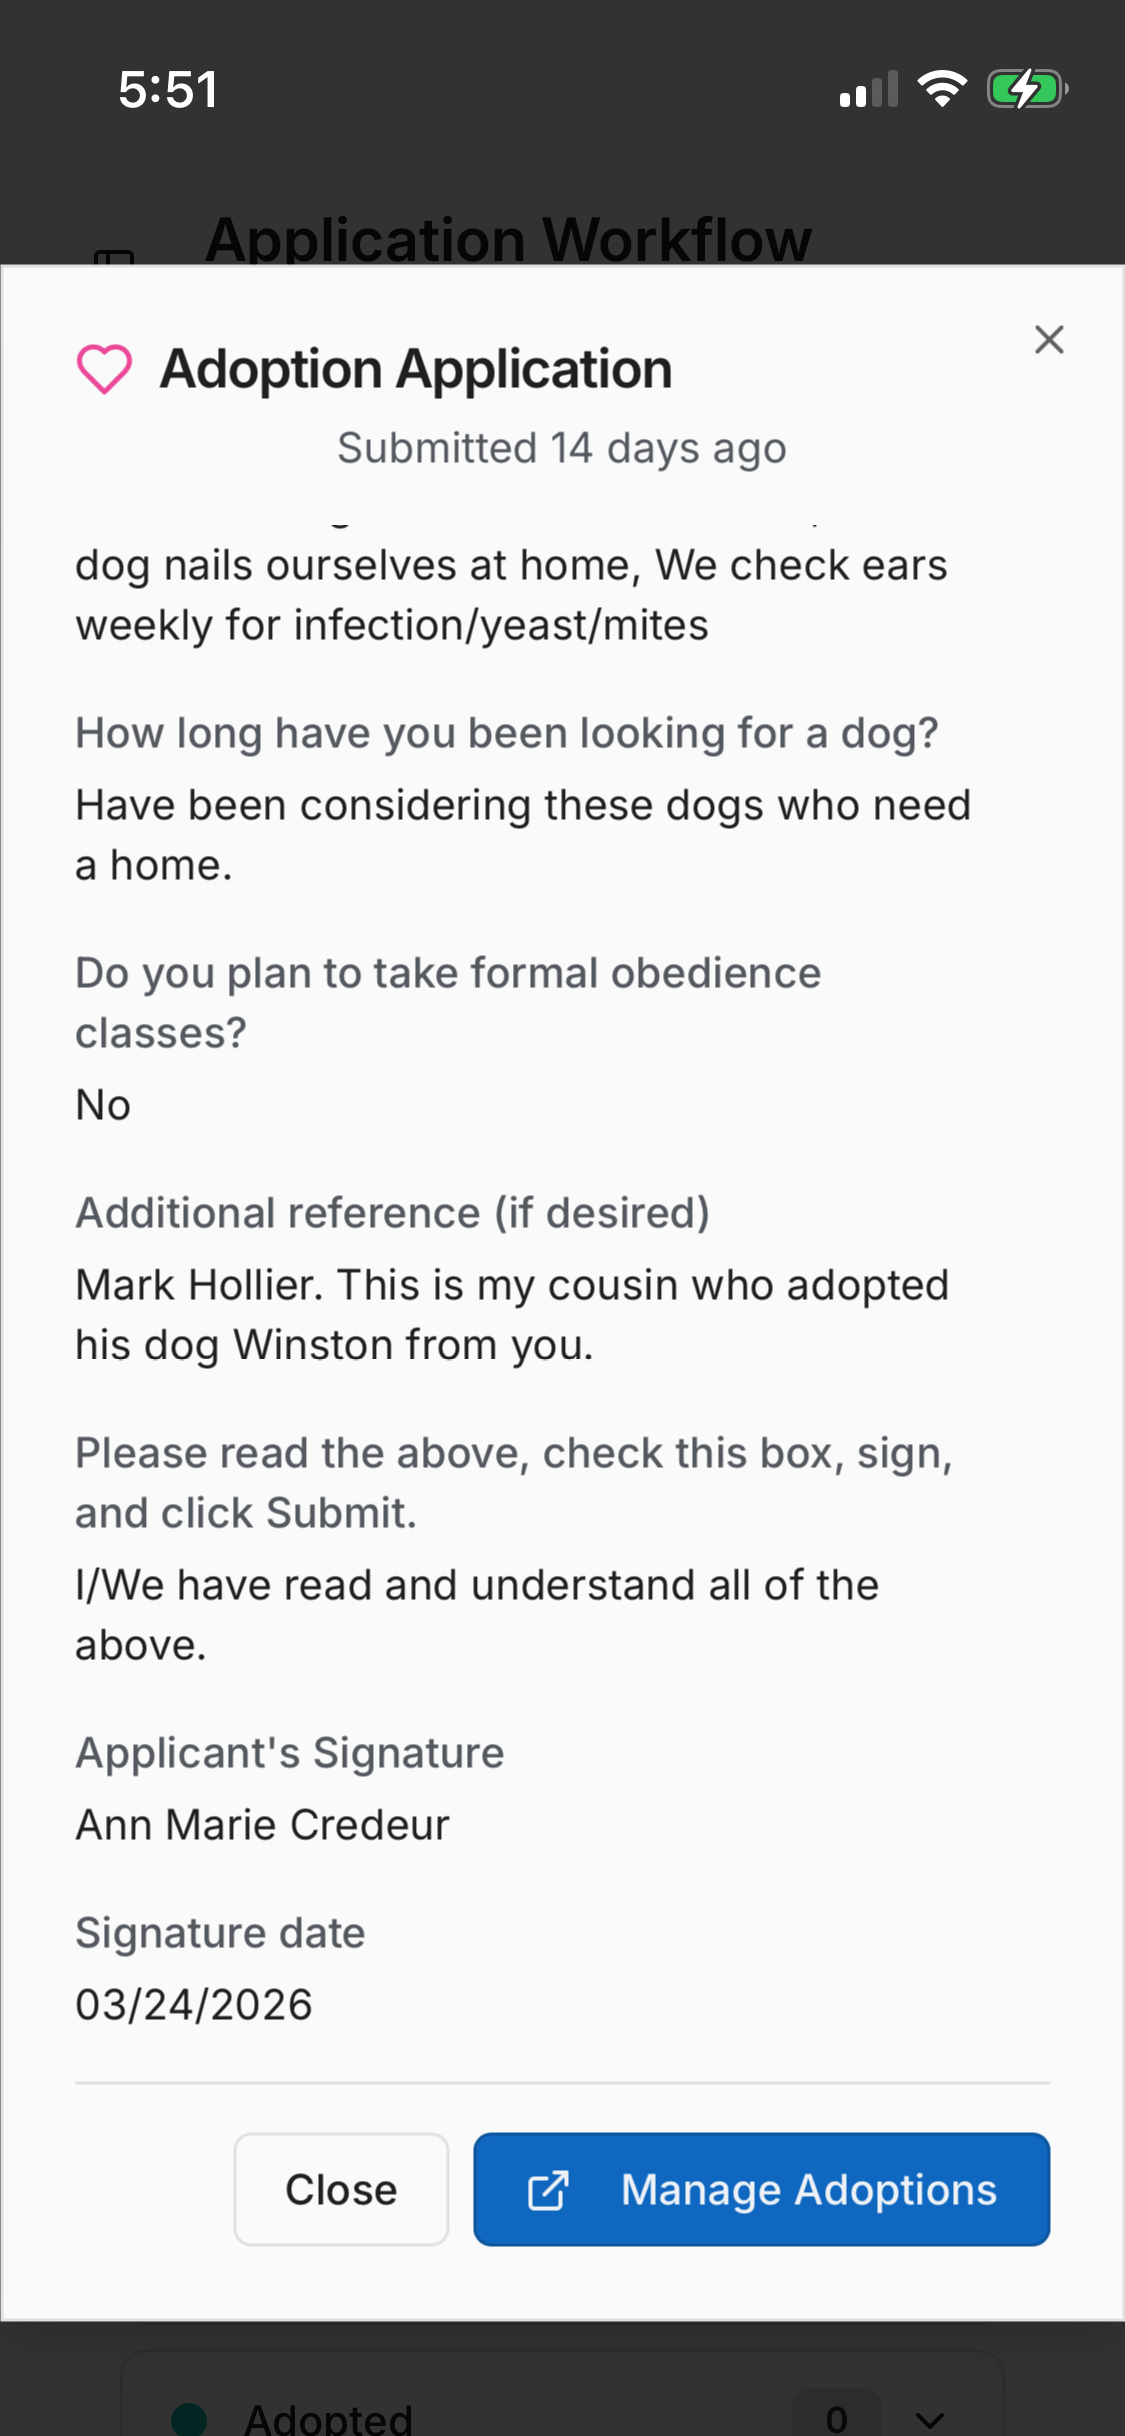 5:51
Application Workflow
Adoption Application
Submitted 14 days ago
dog nails ourselves at home, We check ears
weekly for infection/yeast/mites
How long have you been looking for a dog?
Have been considering these dogs who need
a home.
Do you plan to take formal obedience
classes?
No
Additional reference (if desired)
Mark Hollier. This is my cousin who adopted
his dog Winston from you.
Please read the above, check this box, sign,
and click Submit.
I/We have read and understand all of the
above.
Applicant's Signature
Ann Marie Credeur
Signature date
03/24/2026
Close
Manage Adoptions
Adopted
0